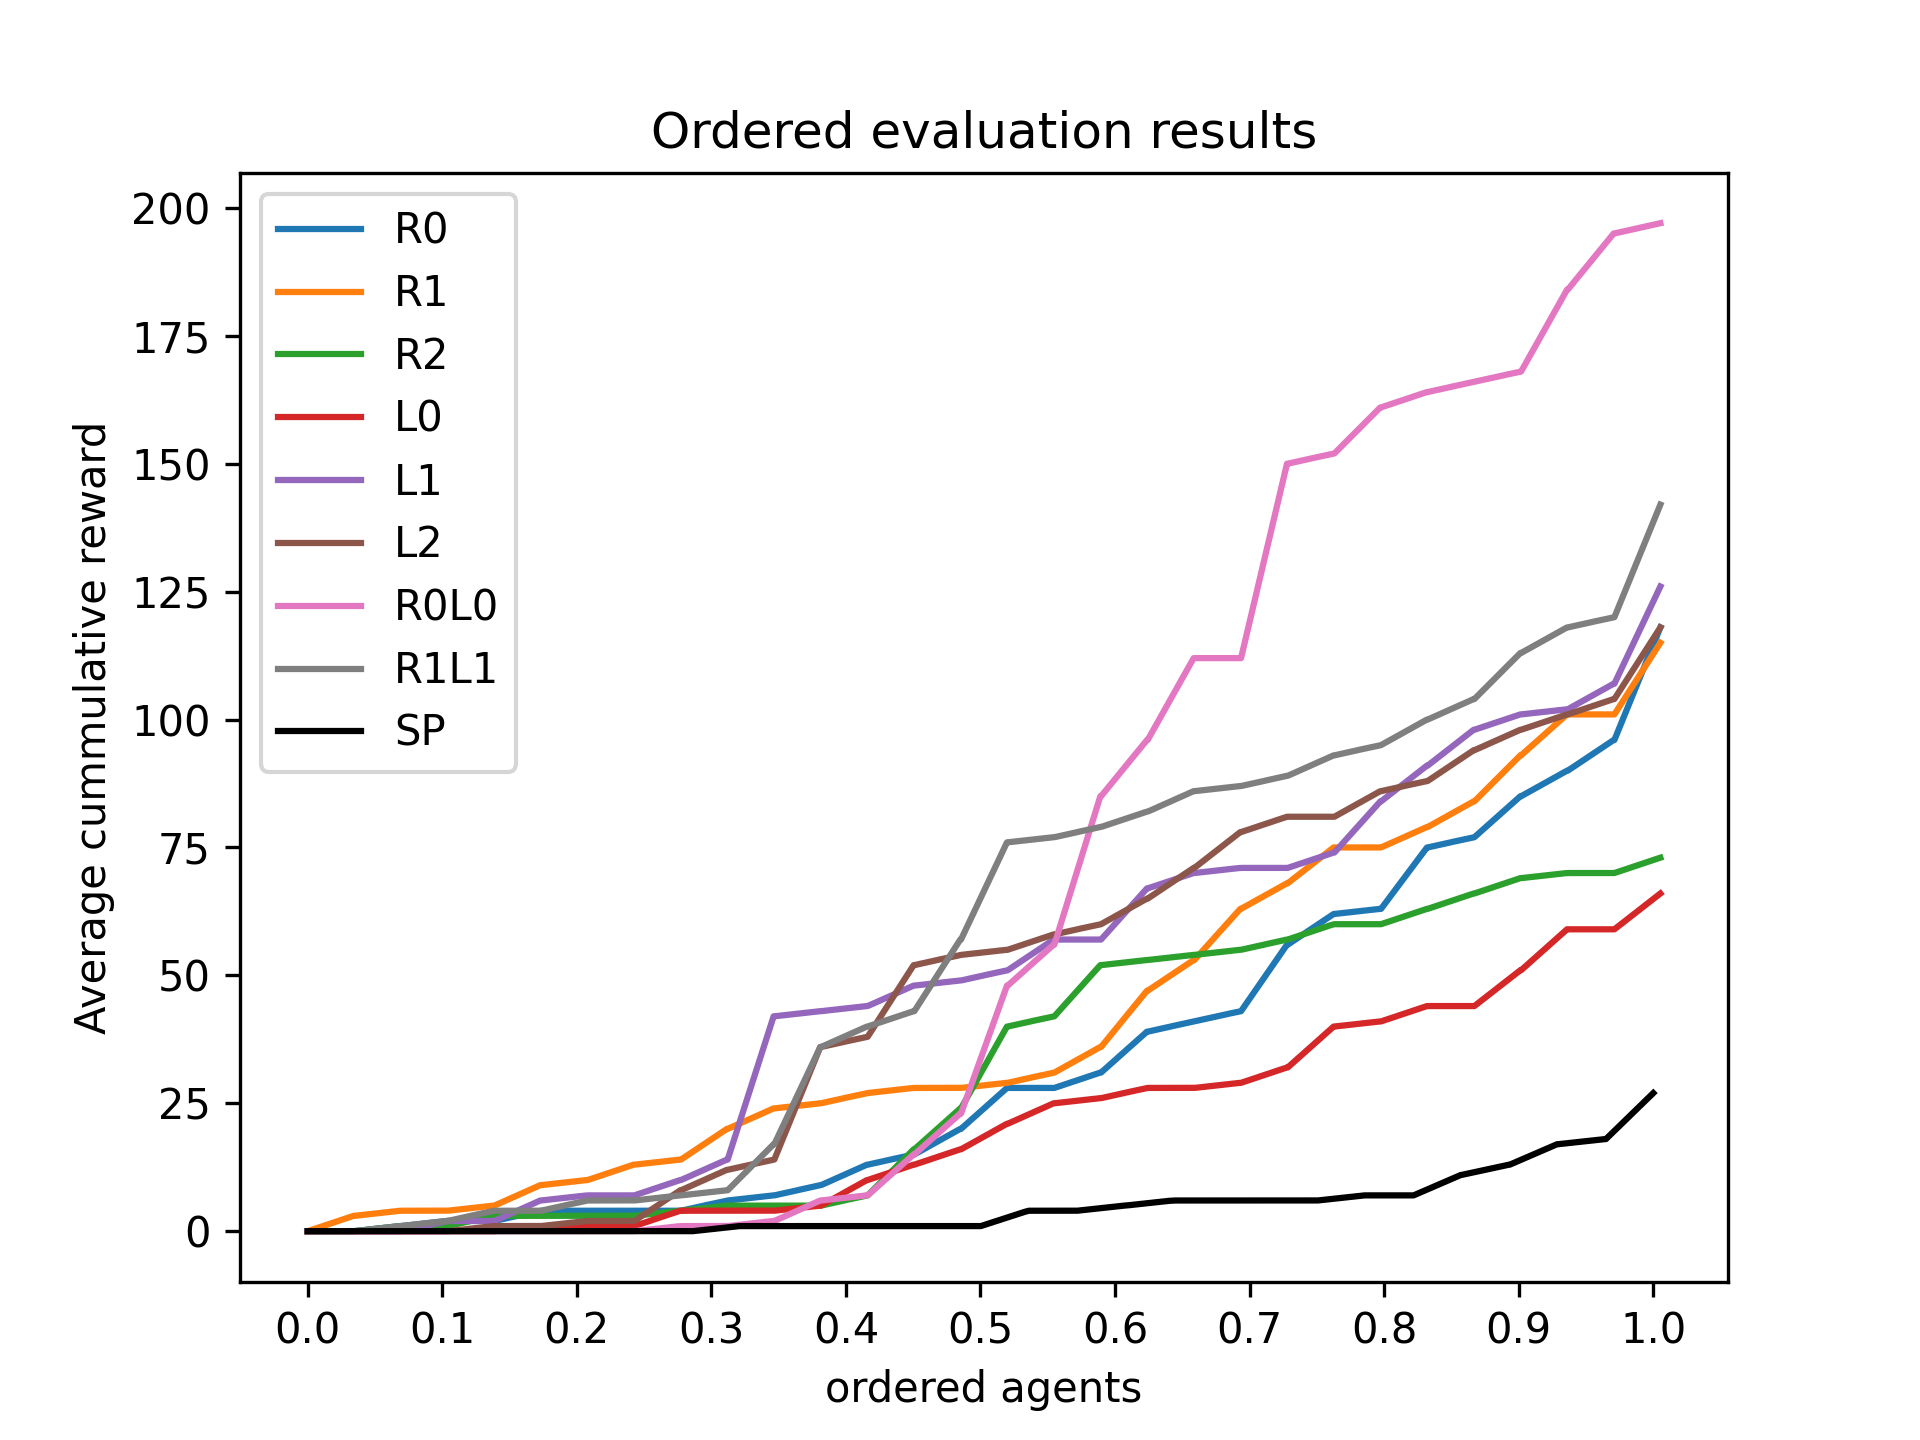 Ordered evaluation results
200
175
150
125
100
75
50
25
0
Average cummulative reward
R0
R1
R2
L0
L1
L2
R0L0
R1L1
SP
0.0 0.1 0.2 0.3 0.4 0.5 0.6 0.7 0.8 0.9 1.0
ordered agents